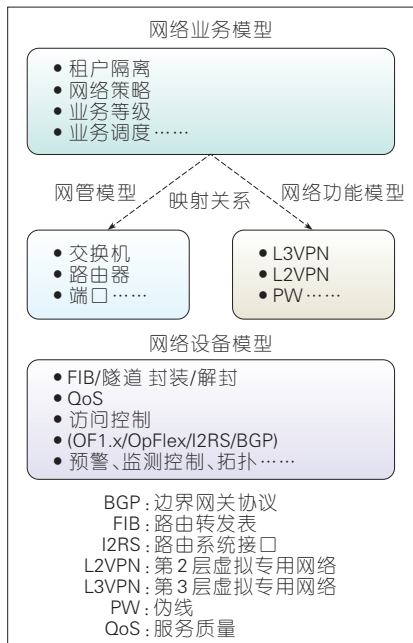 网络业务模型
• 租户隔离
• 网络策略
• 业务等级
• 业务调度……
网管模型
映射关系
网络功能模型
• 交换机
• 路由器
• 端口……
• L3VPN
• L2VPN
• PW……
网络设备模型
• FIB/隧道 封装/解封
• QoS
• 访问控制
• (OF1.x/OpFlex/I2RS/BGP)
• 预警、监测控制、拓扑……
BGP：边界网关协议
FIB：路由转发表
I2RS：路由系统接口
L2VPN：第2层虚拟专用网络
L3VPN：第3层虚拟专用网络
PW：伪线
QoS：服务质量